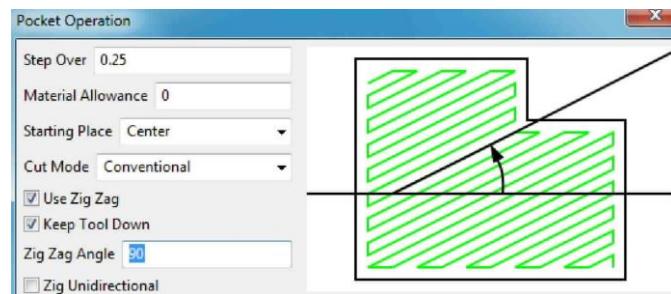 Pocket Operation
Step Over 0.25
Material Allowance 0
Starting Place Center
Cut Mode Conventional
Use Zig Zag
Keep Tool Down
Zig Zag Angle 90
Zig Unidirectional